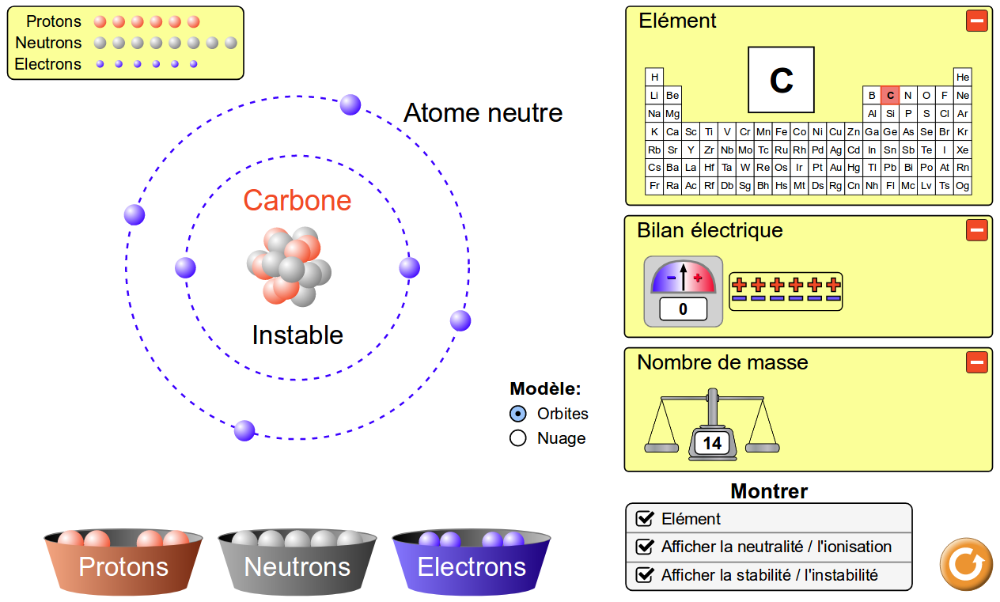 Protons
Neutrons
Electrons
Atome neutre
Carbone
Instable
Modèle:
Orbites
Nuage
Protons
Neutrons
Electrons
Elément
C
H He
Li Be B C N O F Ne
Na Mg Al Si P S Cl Ar
K Ca Sc Ti V Cr Mn Fe Co Ni Cu Zn Ga Ge As Se Br Kr
Rb Sr Y Zr Nb Mo Tc Ru Rh Pd Ag Cd In Sn Sb Te I Xe
Cs Ba La Hf Ta W Re Os Ir Pt Au Hg Tl Pb Bi Po At Rn
Fr Ra Ac Rf Db Sg Bh Hs Mt Ds Rg Cn Nh Fl Mc Lv Ts Og
Bilan électrique
- +
0
Nombre de masse
14
Montrer
Elément
Afficher la neutralité / l'ionisation
Afficher la stabilité / l'instabilité